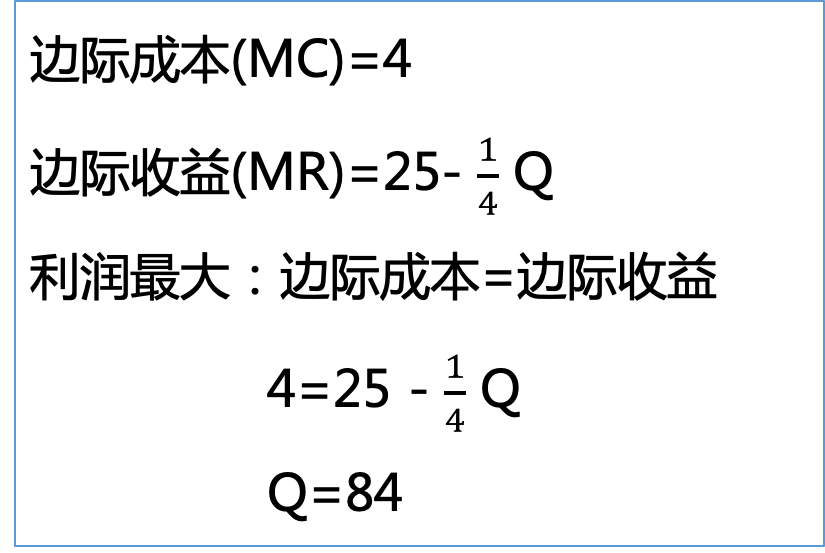 边际成本(MC)=4
边际收益(MR)=25- 1/4 Q
利润最大：边际成本=边际收益
4=25 - 1/4 Q
Q=84